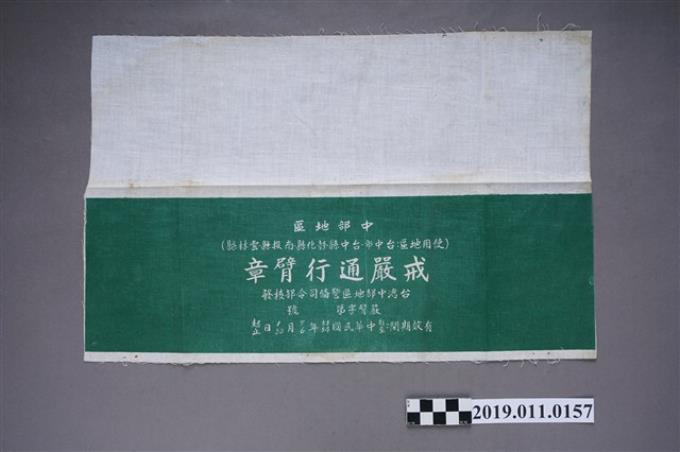 中部地區
(使用地區:台中市·台中縣·彰化縣·南投縣·雲林縣)
戒嚴通行臂章
台灣中部地區警備司令部核發
臂字第 號
有效期間:中華民國 年 月 日起止
2019.011.0157